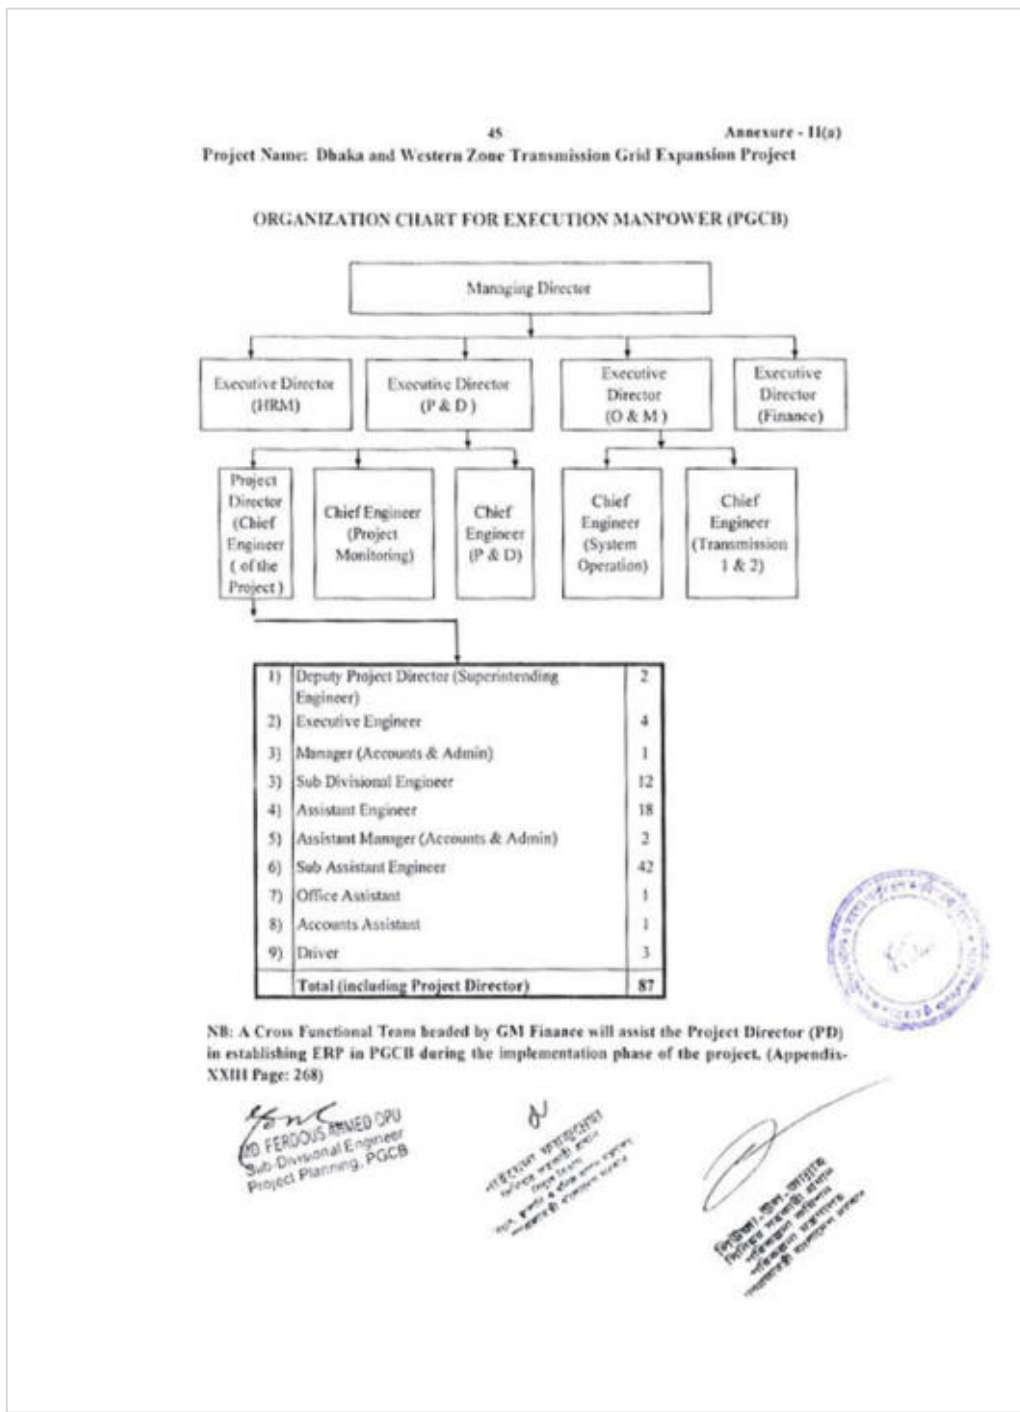 45
Annexure - II(a)
Project Name: Dhaka and Western Zone Transmission Grid Expansion Project
ORGANIZATION CHART FOR EXECUTION MANPOWER (PGCB)
Managing Director
Executive Director
(HRM)
Executive Director
(P & D )
Executive
Director
(O & M )
Executive
Director
(Finance)
Project
Director
(Chief
Engineer
( of the
Project )
Chief Engineer
(Project
Monitoring)
Chief
Engineer
(P & D)
Chief
Engineer
(System
Operation)
Chief
Engineer
(Transmission
1 & 2)
1) Deputy Project Director (Superintending 2
Engineer)
2) Executive Engineer 4
3) Manager (Accounts & Admin) 1
3) Sub Divisional Engineer 12
4) Assistant Engineer 18
5) Assistant Manager (Accounts & Admin) 2
6) Sub Assistant Engineer 42
7) Office Assistant 1
8) Accounts Assistant 1
9) Driver 3
Total (including Project Director) 87
NB: A Cross Functional Team headed by GM Finance will assist the Project Director (PD)
in establishing ERP in PGCB during the implementation phase of the project. (Appendix-
XXIII Page: 268)
MD. FERDOUS AHMED OPU
Sub-Divisional Engineer
Project Planning, PGCB
সিনিয়র সহকারী প্রধান